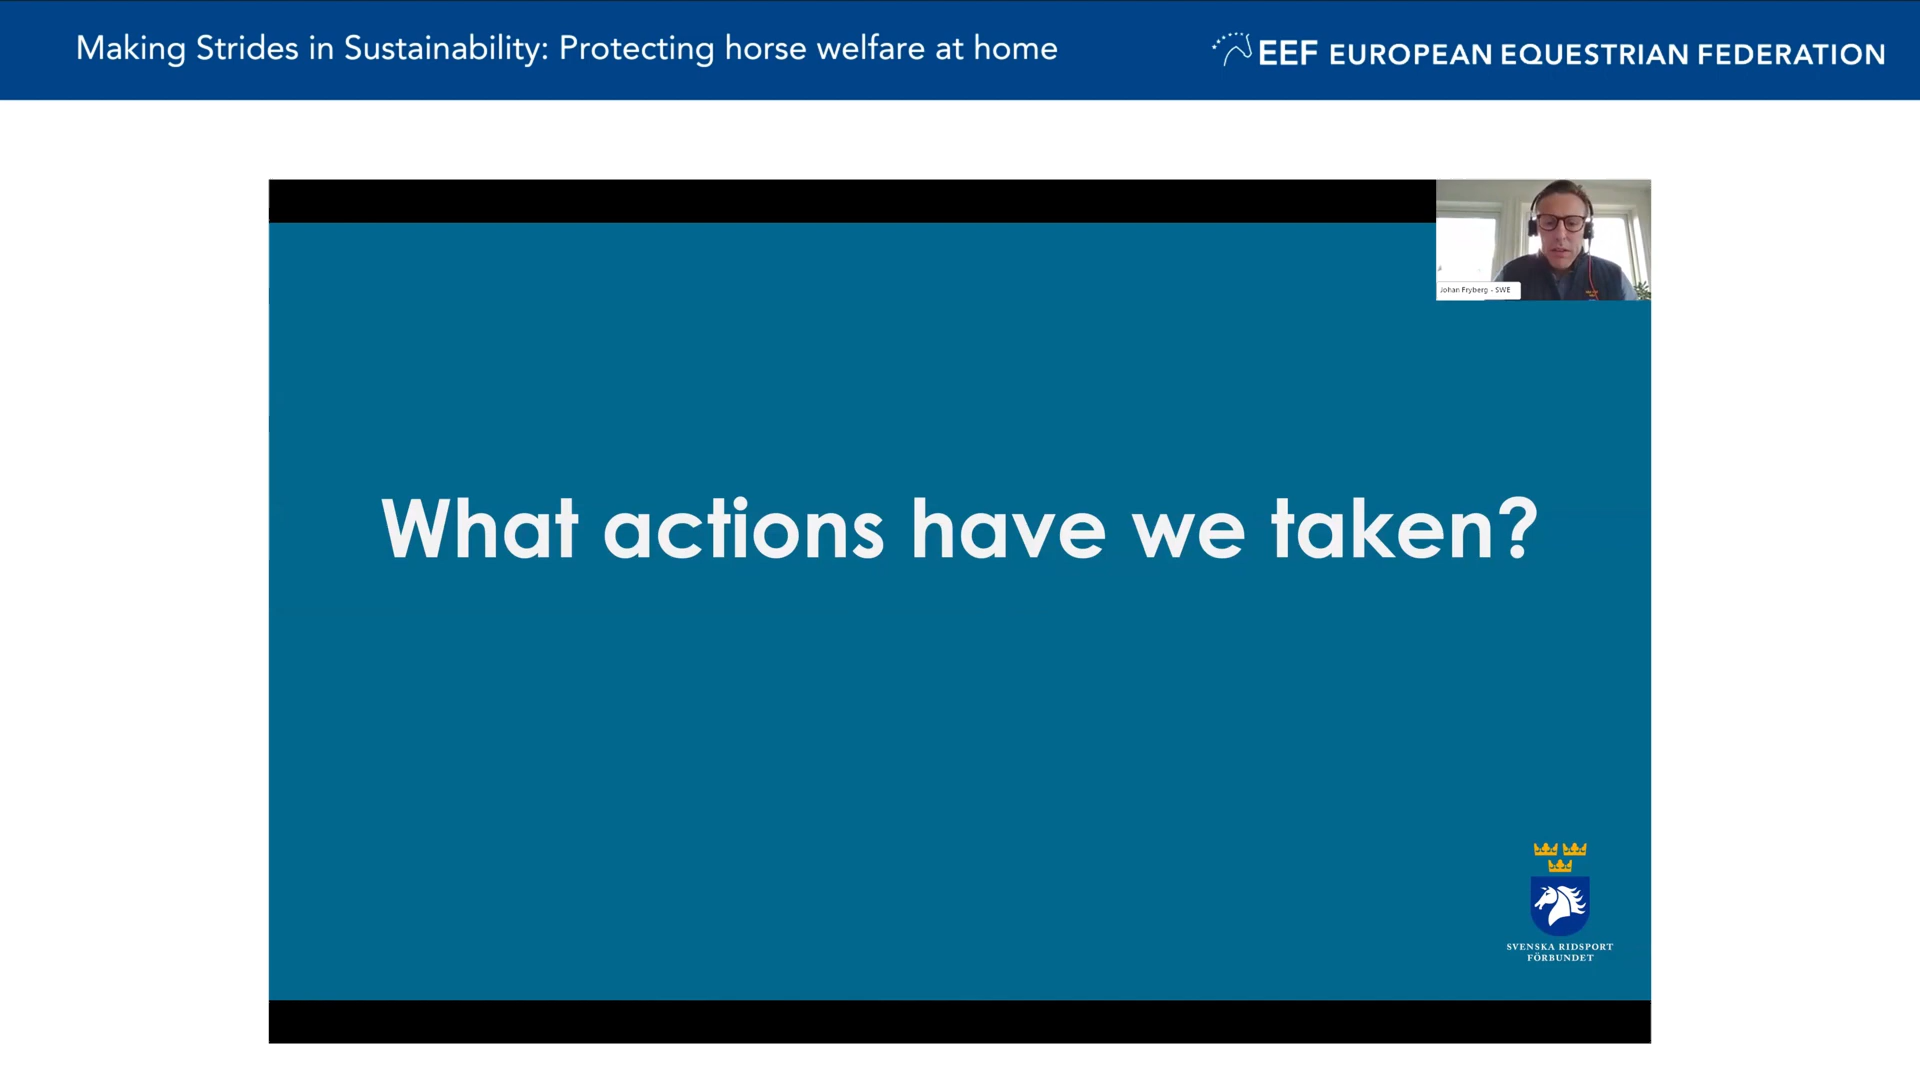 Making Strides in Sustainability: Protecting horse welfare at home
EEF EUROPEAN EQUESTRIAN FEDERATION
Johan Fryberg - SWE
What actions have we taken?
SVENSKA RIDSPORT
FÖRBUNDET